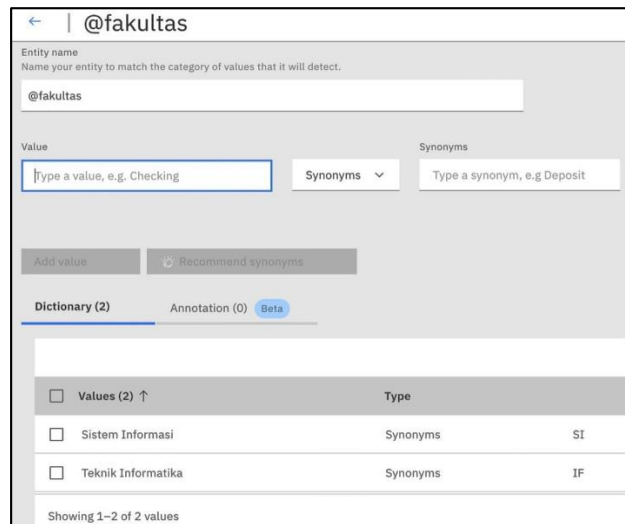 ← | @fakultas
Entity name
Name your entity to match the category of values that it will detect.
@fakultas
Value Synonyms
Type a value, e.g. Checking Synonyms Type a synonym, e.g Deposit
Add value Recommend synonyms
Dictionary (2) Annotation (0) Beta
Values (2) ↑ Type
Sistem Informasi Synonyms SI
Teknik Informatika Synonyms IF
Showing 1–2 of 2 values